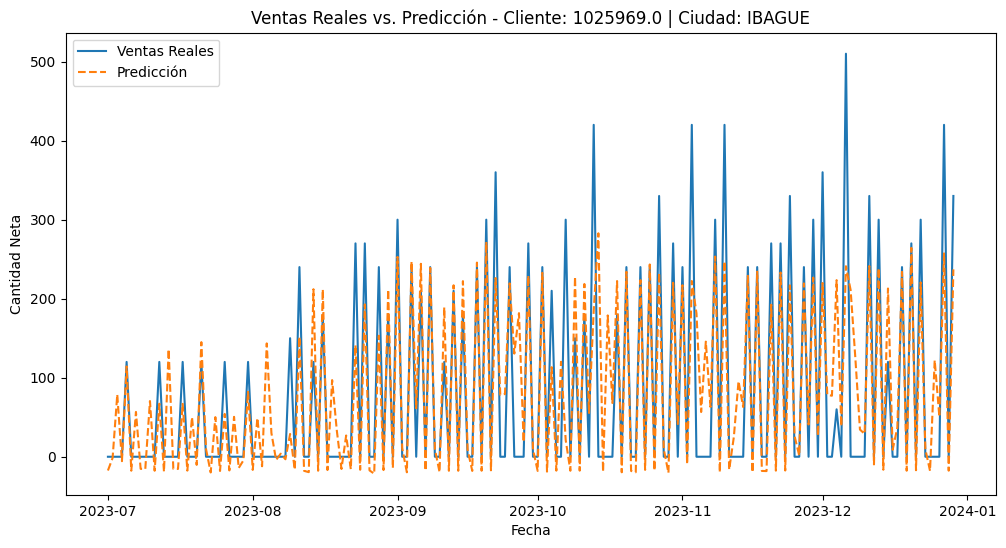 Ventas Reales vs. Predicción - Cliente: 1025969.0 | Ciudad: IBAGUE
Ventas Reales
Predicción
500
400
300
200
100
0
Cantidad Neta
2023-07
2023-08
2023-09
2023-10
2023-11
2023-12
2024-01
Fecha